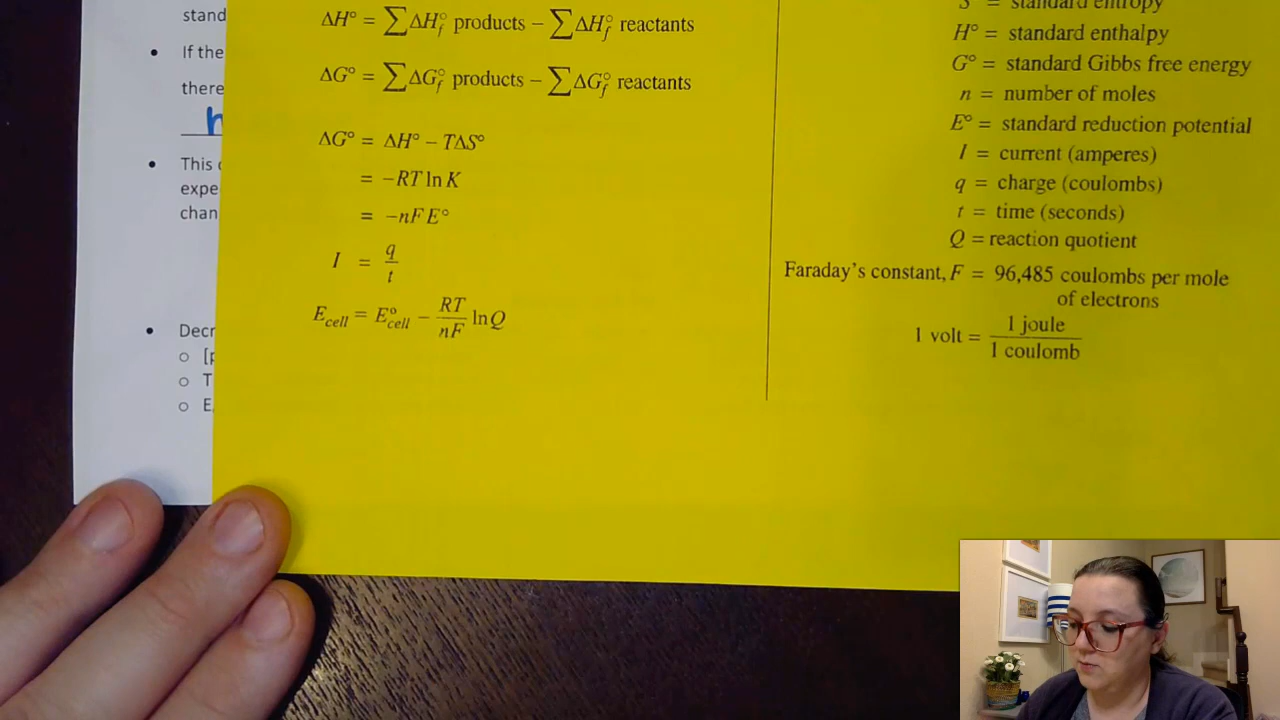 stand
If the
there
h
This
expe
chan
Decr
[p
T
E
ΔH° = ∑ΔH°f products − ∑ΔH°f reactants
ΔG° = ∑ΔG°f products − ∑ΔG°f reactants
ΔG° = ΔH° − TΔS°
= −RT ln K
= −nFE°
I = q/t
Ecell = E°cell − RT/nF lnQ
S° = standard entropy
H° = standard enthalpy
G° = standard Gibbs free energy
n = number of moles
E° = standard reduction potential
I = current (amperes)
q = charge (coulombs)
t = time (seconds)
Q = reaction quotient
Faraday's constant, F = 96,485 coulombs per mole
of electrons
1 volt = 1 joule/1 coulomb